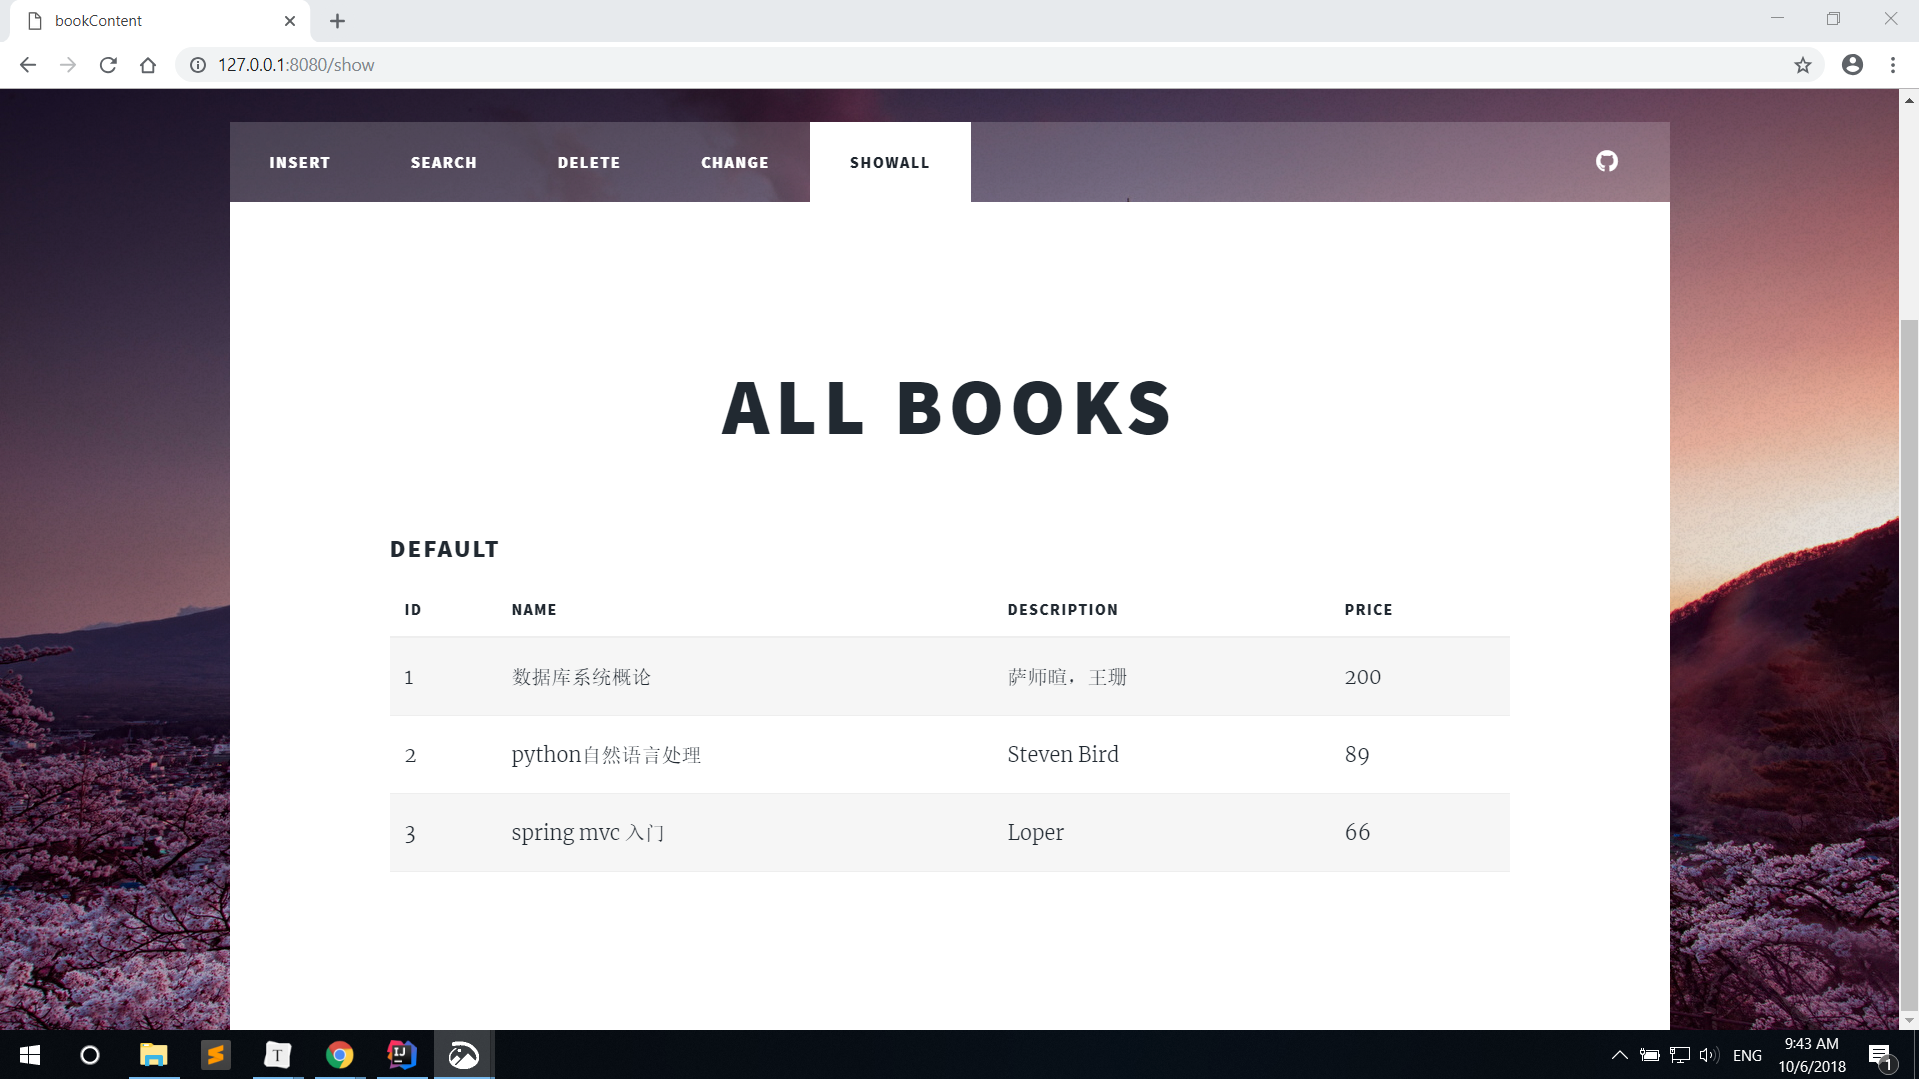 bookContent
127.0.0.1:8080/show
INSERT SEARCH DELETE CHANGE SHOWALL
ALL BOOKS
DEFAULT
ID NAME DESCRIPTION PRICE
1 数据库系统概论 萨师暄，王珊 200
2 python自然语言处理 Steven Bird 89
3 spring mvc 入门 Loper 66
T IJ ENG 9:43 AM
10/6/2018 1